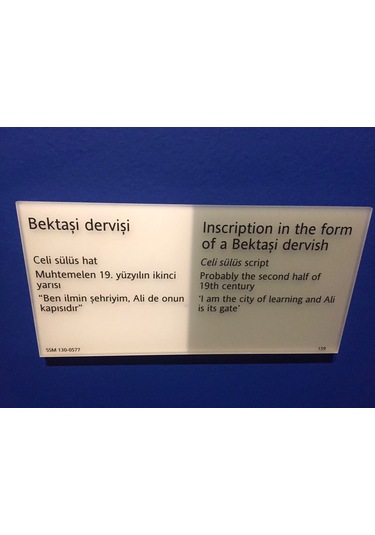 Bektaşi dervişi
Celi sülüs hat
Muhtemelen 19. yüzyılın ikinci
yarısı
“Ben ilmin şehriyim, Ali de onun
kapısıdır”
SSM 130-0577
Inscription in the form
of a Bektaşi dervish
Celi sülüs script
Probably the second half of
19th century
‘I am the city of learning and Ali
is its gate’
159